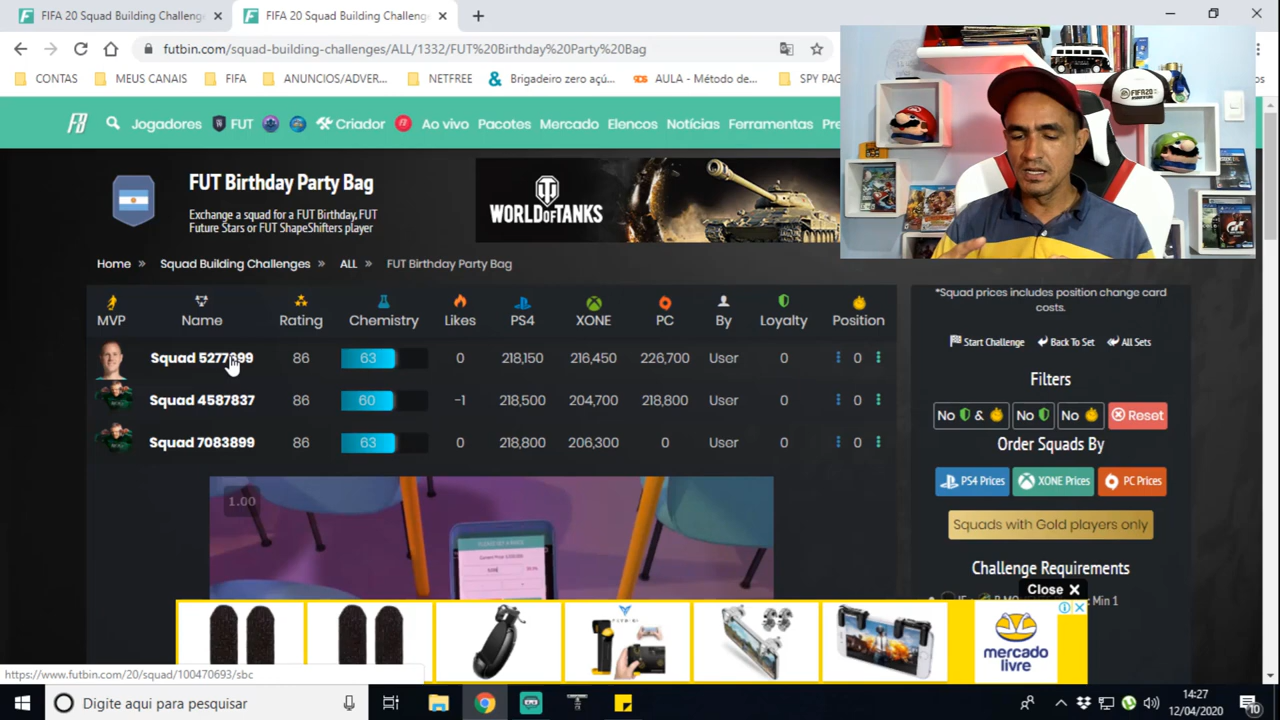 FIFA 20 Squad Building Challeng
FIFA 20 Squad Building Challeng
futbin.com/squad-building-challenges/ALL/1332/FUT%20Birthday%20Party%20Bag
CONTAS
MEUS CANAIS
FIFA
ANUNCIOS/ADVER...
NETFREE
Brigadeiro zero açú...
AULA - Método de...
SPY PAG
FB
Jogadores
FUT
Criador
Ao vivo
Pacotes
Mercado
Elencos
Notícias
Ferramentas
Pre
FUT Birthday Party Bag
Exchange a squad for a FUT Birthday, FUT
Future Stars or FUT ShapeShifters player
WORLD OF TANKS
Home » Squad Building Challenges » ALL » FUT Birthday Party Bag
MVP Name Rating Chemistry Likes PS4 XONE PC By Loyalty Position
Squad 5277899 86 63 0 218,150 216,450 226,700 User 0 0
Squad 4587837 86 60 -1 218,500 204,700 218,800 User 0 0
Squad 7083899 86 63 0 218,800 206,300 0 User 0 0
*Squad prices includes position change card
costs.
Start Challenge Back To Set All Sets
Filters
No & No No Reset
Order Squads By
PS4 Prices XONE Prices PC Prices
Squads with Gold players only
Challenge Requirements
Min 1
1.00
Close X
mercado
livre
https://www.futbin.com/20/squad/100470693/sbc
Digite aqui para pesquisar
14:27
12/04/2020
10
FIFA20